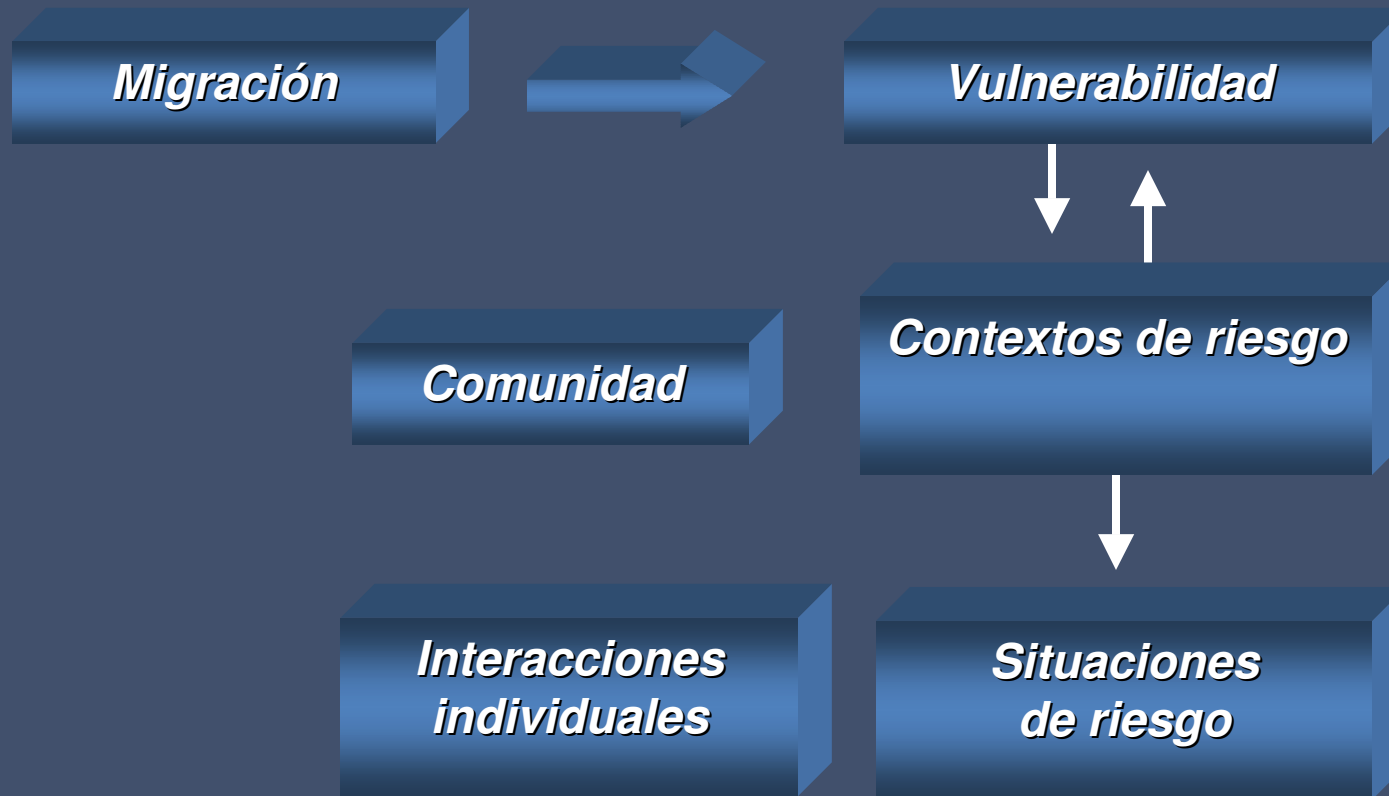 Migración
Vulnerabilidad
Contextos de riesgo
Comunidad
Interacciones
individuales
Situaciones
de riesgo